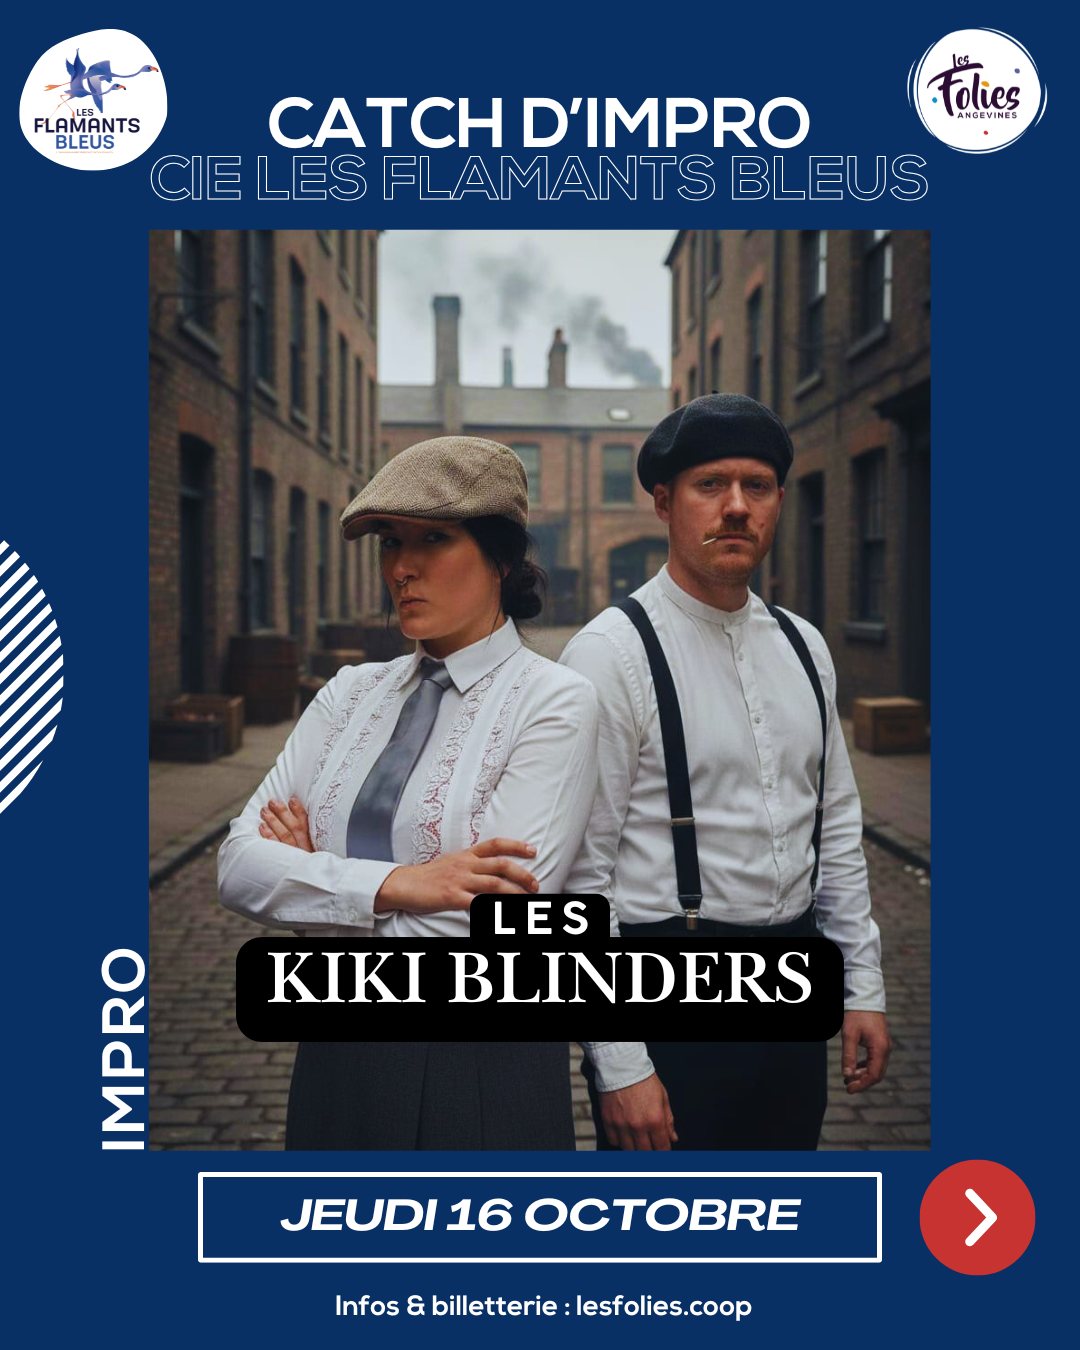 LES
FLAMANTS
BLEUS
Les
Folies
ANGEVINES
CATCH D'IMPRO
CIE LES FLAMANTS BLEUS
LES
KIKI BLINDERS
IMPRO
JEUDI 16 OCTOBRE
Infos & billetterie : lesfolies.coop